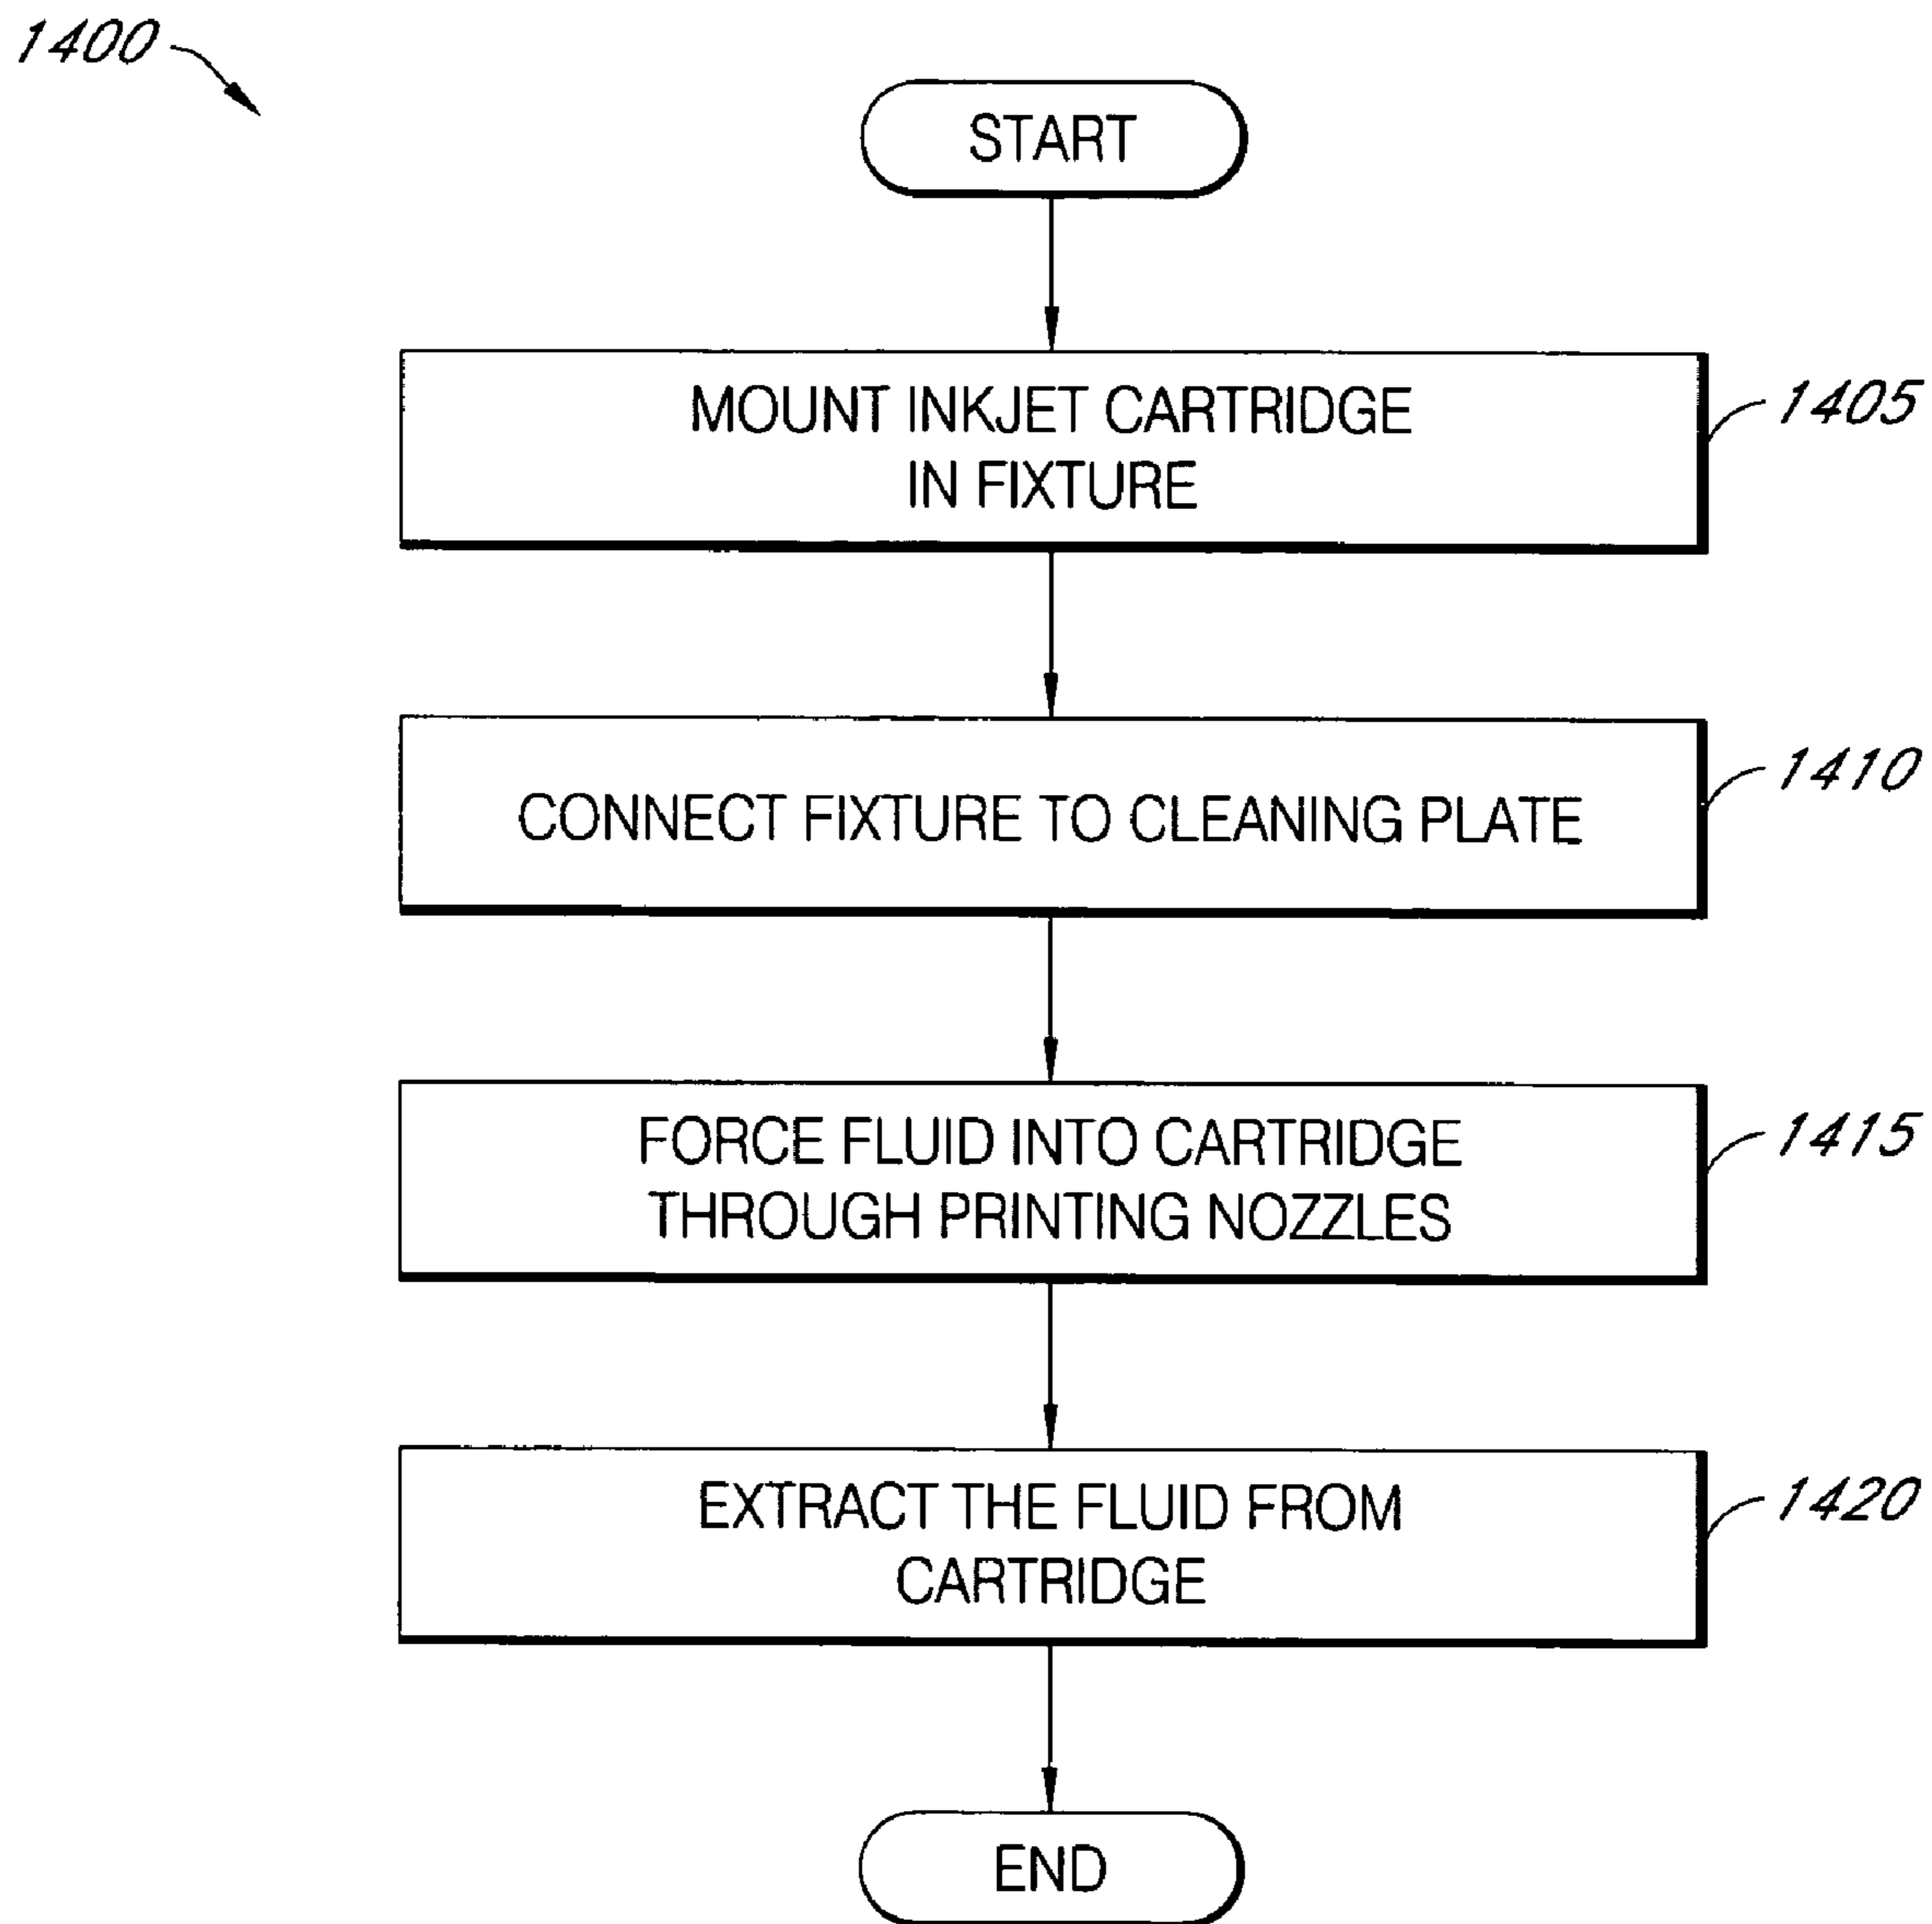 1400
START
MOUNT INKJET CARTRIDGE
IN FIXTURE
1405
CONNECT FIXTURE TO CLEANING PLATE
1410
FORCE FLUID INTO CARTRIDGE
THROUGH PRINTING NOZZLES
1415
EXTRACT THE FLUID FROM
CARTRIDGE
1420
END